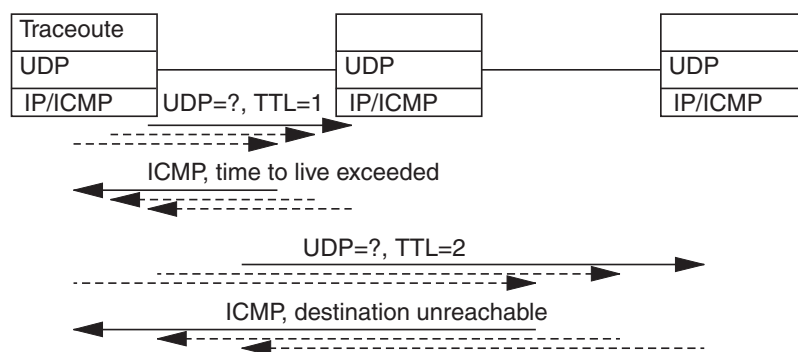 Traceoute
UDP
IP/ICMP
UDP
IP/ICMP
UDP
IP/ICMP
UDP=?, TTL=1
ICMP, time to live exceeded
UDP=?, TTL=2
ICMP, destination unreachable